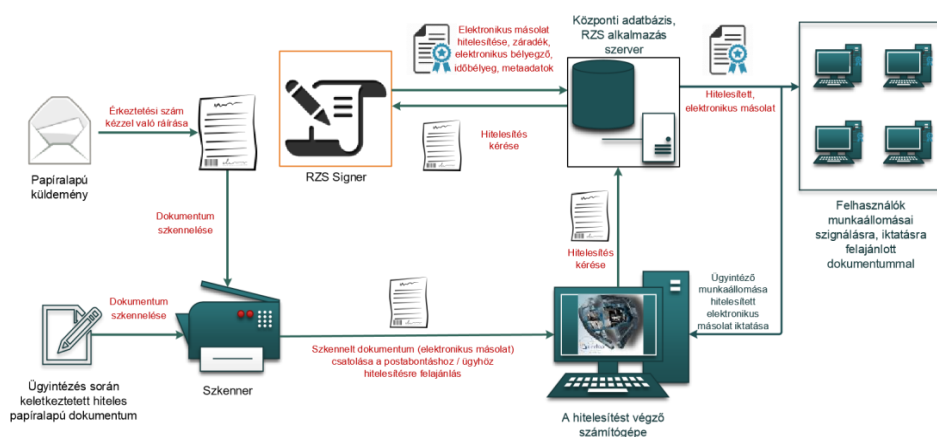 Elektronikus másolat
hitelesítése, záradék,
elektronikus bélyegző,
időbélyeg, metaadatok
Központi adatbázis,
RZS alkalmazás
szerver
Érkeztetési szám
kézzel való ráírása
Hitelesítés
kérése
Hitelesített,
elektronikus másolat
Papíralapú
küldemény
RZS Signer
Felhasználók
munkaállomásai
szignálásra, iktatásra
felajánlott
dokumentummal
Dokumentum
szkennelése
Hitelesítés
kérése
Ügyintéző
munkaállomása
hitelesített
elektronikus
másolat iktatása
Dokumentum
szkennelése
Szkennelt dokumentum (elektronikus másolat)
csatolása a postabontáshoz / ügyhöz
hitelesítésre felajánlás
Ügyintézés során
keletkeztetett hiteles
papíralapú dokumentum
Szkenner
A hitelesítést végző
számítógépe